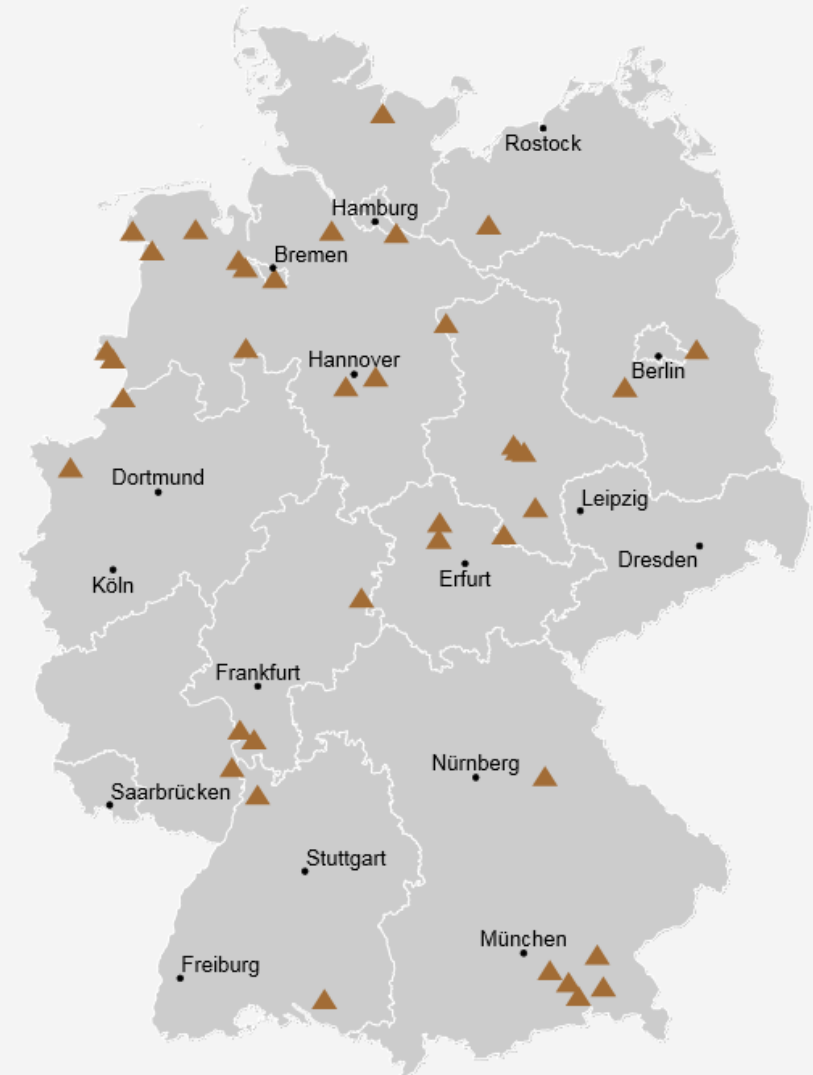 Rostock
Hamburg
Bremen
Hannover
Berlin
Dortmund
Leipzig
Dresden
Köln
Erfurt
Frankfurt
Nürnberg
Saarbrücken
Stuttgart
München
Freiburg